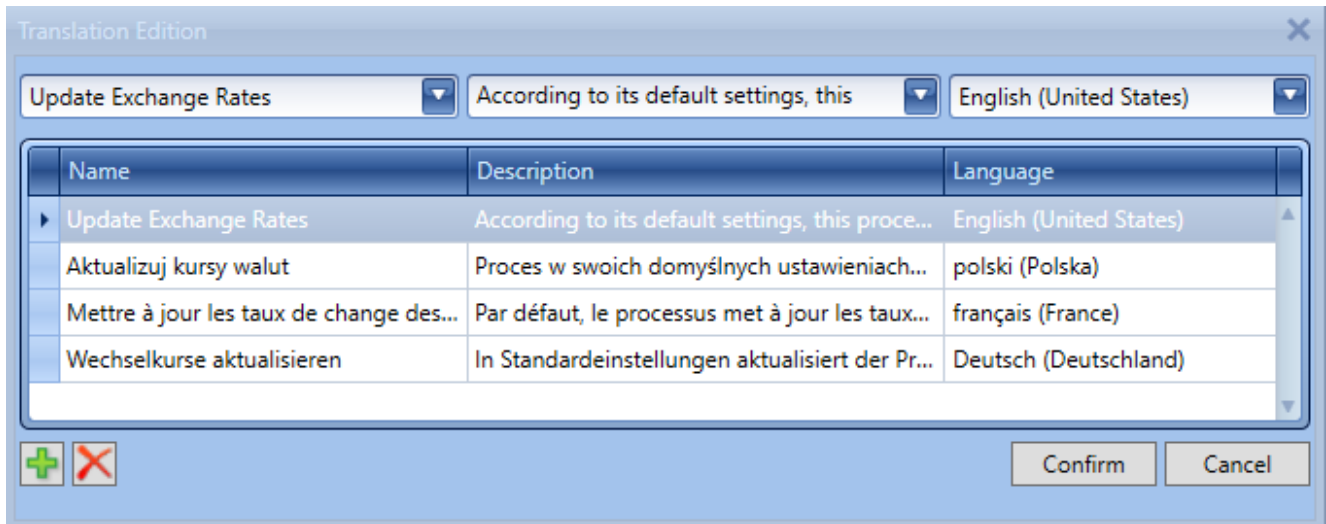 Translation Edition
Update Exchange Rates According to its default settings, this English (United States)
Name Description Language
Update Exchange Rates According to its default settings, this proce... English (United States)
Aktualizuj kursy walut Proces w swoich domyślnych ustawieniach... polski (Polska)
Mettre à jour les taux de change des... Par défaut, le processus met à jour les taux... français (France)
Wechselkurse aktualisieren In Standardeinstellungen aktualisiert der Pr... Deutsch (Deutschland)
Confirm Cancel